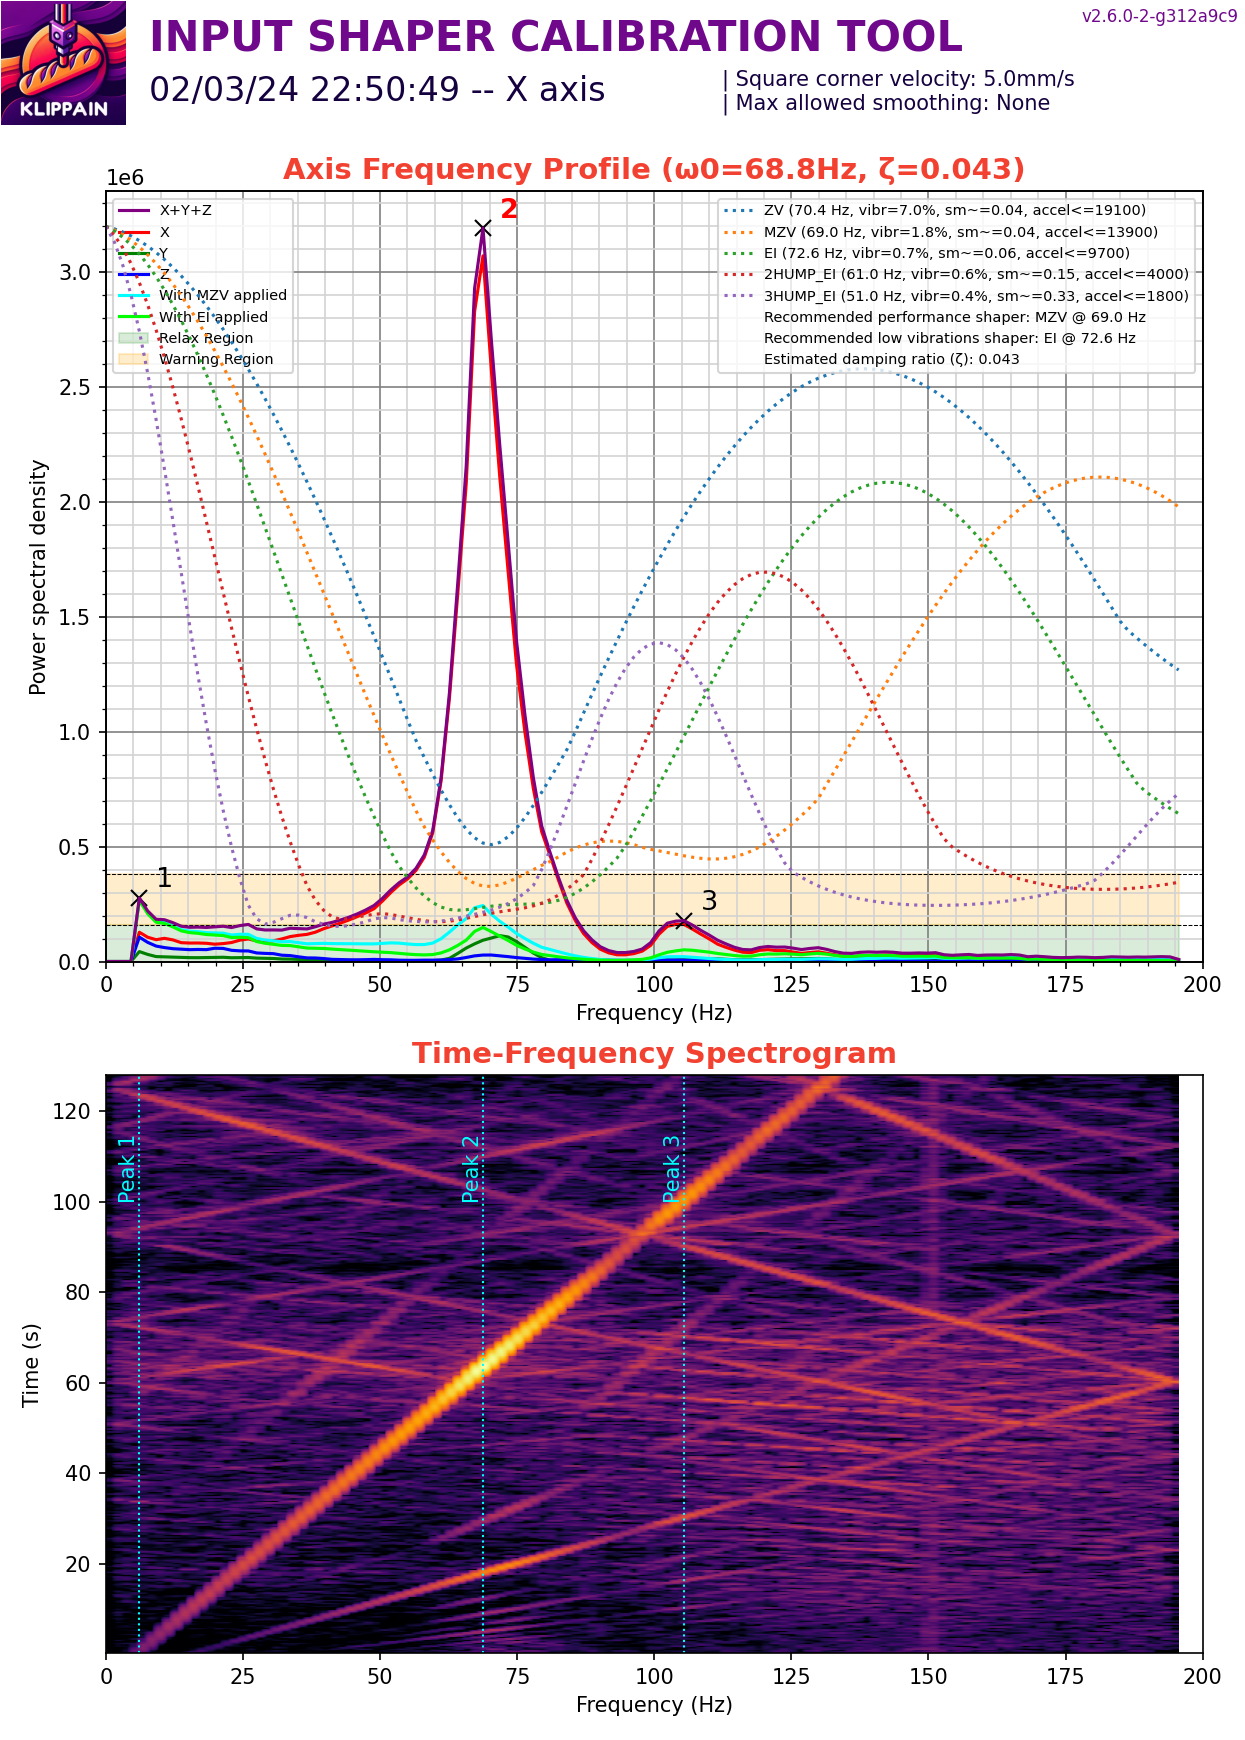 v2.6.0-2-g312a9c9
INPUT SHAPER CALIBRATION TOOL
02/03/24 22:50:49 -- X axis
| Square corner velocity: 5.0mm/s
| Max allowed smoothing: None
KLIPPAIN
Axis Frequency Profile (ω0=68.8Hz, ζ=0.043)
1e6
X+Y+Z
X
Y
Z
With MZV applied
With EI applied
Relax Region
Warning Region
ZV (70.4 Hz, vibr=7.0%, sm~=0.04, accel<=19100)
MZV (69.0 Hz, vibr=1.8%, sm~=0.04, accel<=13900)
EI (72.6 Hz, vibr=0.7%, sm~=0.06, accel<=9700)
2HUMP_EI (61.0 Hz, vibr=0.6%, sm~=0.15, accel<=4000)
3HUMP_EI (51.0 Hz, vibr=0.4%, sm~=0.33, accel<=1800)
Recommended performance shaper: MZV @ 69.0 Hz
Recommended low vibrations shaper: EI @ 72.6 Hz
Estimated damping ratio (ζ): 0.043
2
1
3
Power spectral density
3.0
2.5
2.0
1.5
1.0
0.5
0.0
0 25 50 75 100 125 150 175 200
Frequency (Hz)
Time-Frequency Spectrogram
Peak 1
Peak 2
Peak 3
Time (s)
120
100
80
60
40
20
0 25 50 75 100 125 150 175 200
Frequency (Hz)